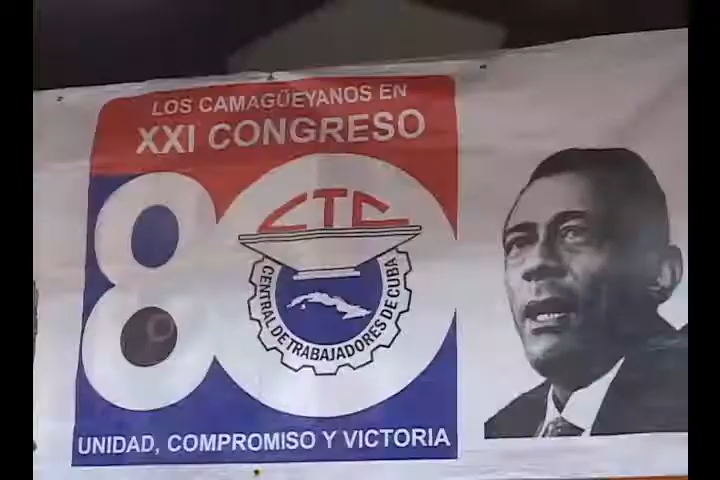 LOS CAMAGÜEYANOS EN
XXI CONGRESO
80
CTC
CENTRAL DE TRABAJADORES DE CUBA
UNIDAD, COMPROMISO Y VICTORIA